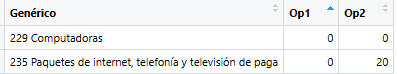 Genérico Op1 Op2
229 Computadoras 0 0
235 Paquetes de internet, telefonía y televisión de paga 0 20